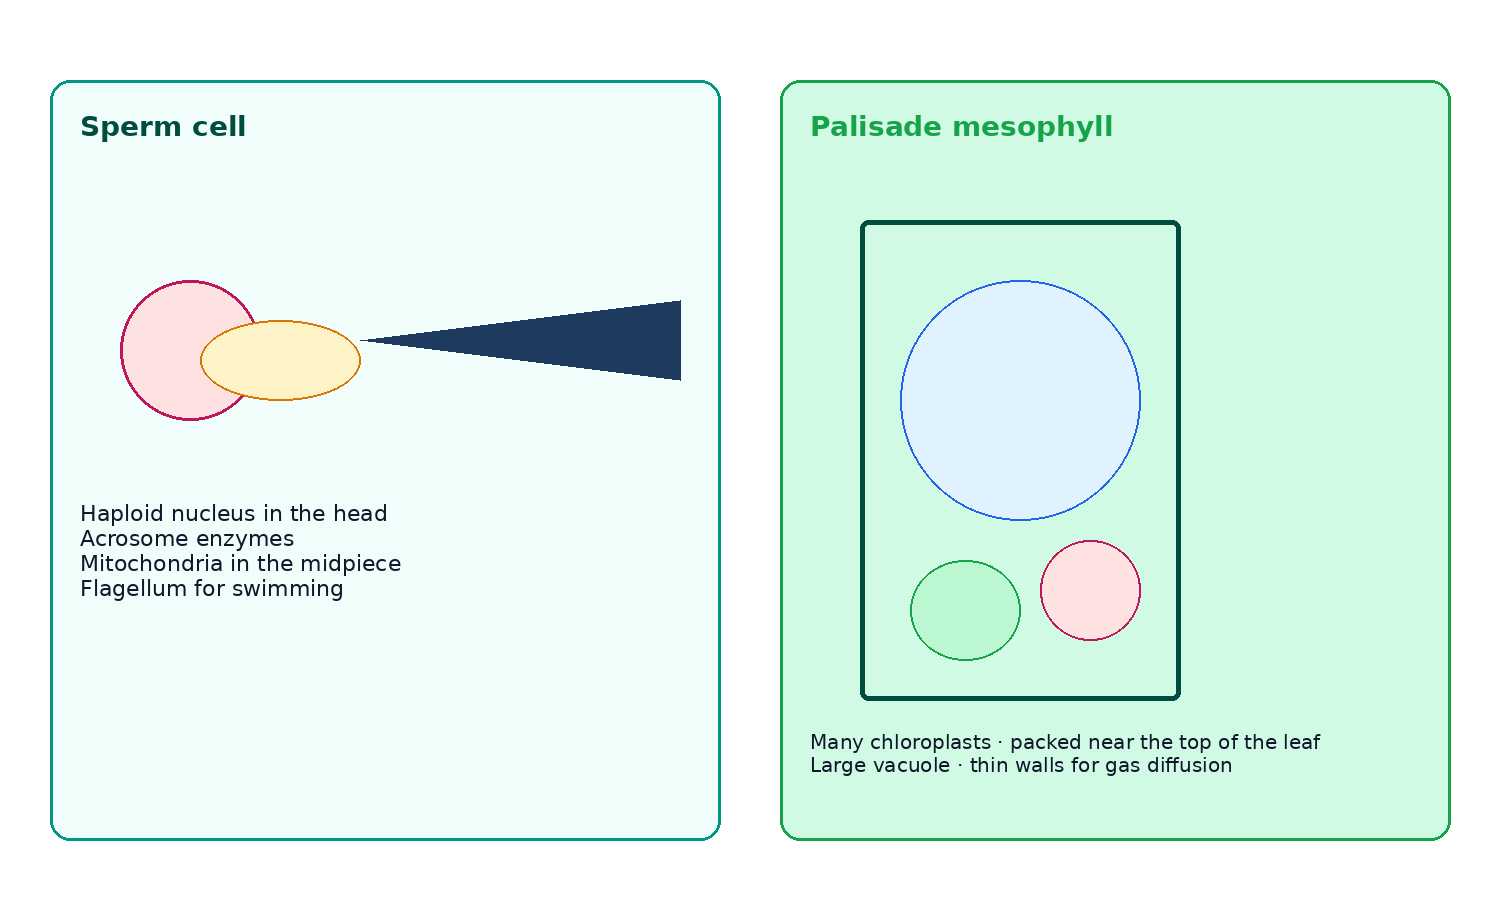 Sperm cell
Haploid nucleus in the head
Acrosome enzymes
Mitochondria in the midpiece
Flagellum for swimming
Palisade mesophyll
Many chloroplasts · packed near the top of the leaf
Large vacuole · thin walls for gas diffusion